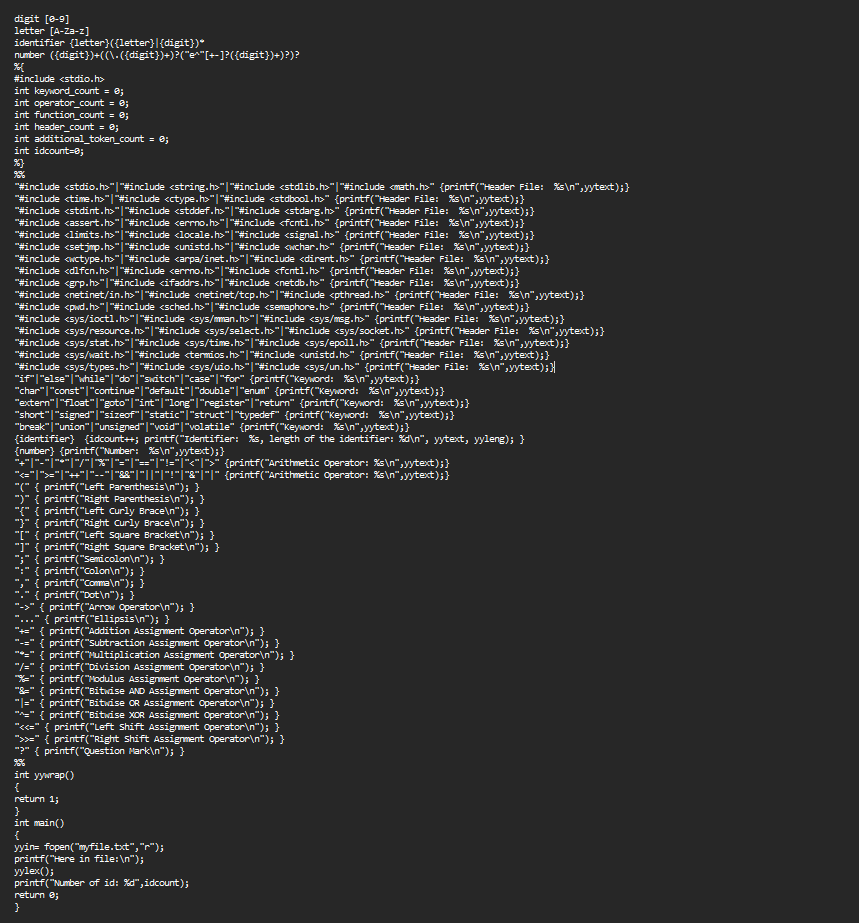 digit [0-9]
letter [A-Za-z]
identifier {letter}({letter}|{digit})*
number ({digit})+((\.({digit})+)?("e^"[+-]?({digit})+)?)?
%{
#include <stdio.h>
int keyword_count = 0;
int operator_count = 0;
int function_count = 0;
int header_count = 0;
int additional_token_count = 0;
int idcount=0;
%}
%%
"#include <stdio.h>"|"#include <string.h>"|"#include <stdlib.h>"|"#include <math.h>" {printf("Header File:  %s\n",yytext);}
"#include <time.h>"|"#include <ctype.h>"|"#include <stdbool.h>" {printf("Header File:  %s\n",yytext);}
"#include <stdint.h>"|"#include <stddef.h>"|"#include <stdarg.h>" {printf("Header File:  %s\n",yytext);}
"#include <assert.h>"|"#include <errno.h>"|"#include <fcntl.h>" {printf("Header File:  %s\n",yytext);}
"#include <limits.h>"|"#include <locale.h>"|"#include <signal.h>" {printf("Header File:  %s\n",yytext);}
"#include <setjmp.h>"|"#include <unistd.h>"|"#include <wchar.h>" {printf("Header File:  %s\n",yytext);}
"#include <wctype.h>"|"#include <arpa/inet.h>"|"#include <dirent.h>" {printf("Header File:  %s\n",yytext);}
"#include <dlfcn.h>"|"#include <errno.h>"|"#include <fcntl.h>" {printf("Header File:  %s\n",yytext);}
"#include <grp.h>"|"#include <ifaddrs.h>"|"#include <netdb.h>" {printf("Header File:  %s\n",yytext);}
"#include <netinet/in.h>"|"#include <netinet/tcp.h>"|"#include <pthread.h>" {printf("Header File:  %s\n",yytext);}
"#include <pwd.h>"|"#include <sched.h>"|"#include <semaphore.h>" {printf("Header File:  %s\n",yytext);}
"#include <sys/ioctl.h>"|"#include <sys/mman.h>"|"#include <sys/msg.h>" {printf("Header File:  %s\n",yytext);}
"#include <sys/resource.h>"|"#include <sys/select.h>"|"#include <sys/socket.h>" {printf("Header File:  %s\n",yytext);}
"#include <sys/stat.h>"|"#include <sys/time.h>"|"#include <sys/epoll.h>" {printf("Header File:  %s\n",yytext);}
"#include <sys/wait.h>"|"#include <termios.h>"|"#include <unistd.h>" {printf("Header File:  %s\n",yytext);}
"#include <sys/types.h>"|"#include <sys/uio.h>"|"#include <sys/un.h>" {printf("Header File:  %s\n",yytext);}
"if"|"else"|"while"|"do"|"switch"|"case"|"for" {printf("Keyword:  %s\n",yytext);}
"char"|"const"|"continue"|"default"|"double"|"enum" {printf("Keyword:  %s\n",yytext);}
"extern"|"float"|"goto"|"int"|"long"|"register"|"return" {printf("Keyword:  %s\n",yytext);}
"short"|"signed"|"sizeof"|"static"|"struct"|"typedef" {printf("Keyword:  %s\n",yytext);}
"break"|"union"|"unsigned"|"void"|"volatile" {printf("Keyword:  %s\n",yytext);}
{identifier}  {idcount++; printf("Identifier:  %s, length of the identifier: %d\n", yytext, yyleng); }
{number} {printf("Number:  %s\n",yytext);}
"+"|"-"|"*"|"/"|"%"|"="|"=="|"!="|"<"|">" {printf("Arithmetic Operator: %s\n",yytext);}
"<="|">="|"++"|"--"|"&&"|"||"|"!"|"&"|"|" {printf("Arithmetic Operator: %s\n",yytext);}
"(" { printf("Left Parenthesis\n"); }
")" { printf("Right Parenthesis\n"); }
"{" { printf("Left Curly Brace\n"); }
"}" { printf("Right Curly Brace\n"); }
"[" { printf("Left Square Bracket\n"); }
"]" { printf("Right Square Bracket\n"); }
";" { printf("Semicolon\n"); }
":" { printf("Colon\n"); }
"," { printf("Comma\n"); }
"." { printf("Dot\n"); }
"->" { printf("Arrow Operator\n"); }
"..." { printf("Ellipsis\n"); }
"+=" { printf("Addition Assignment Operator\n"); }
"-=" { printf("Subtraction Assignment Operator\n"); }
"*=" { printf("Multiplication Assignment Operator\n"); }
"/=" { printf("Division Assignment Operator\n"); }
"%=" { printf("Modulus Assignment Operator\n"); }
"&=" { printf("Bitwise AND Assignment Operator\n"); }
"|=" { printf("Bitwise OR Assignment Operator\n"); }
"^=" { printf("Bitwise XOR Assignment Operator\n"); }
"<<=" { printf("Left Shift Assignment Operator\n"); }
">>=" { printf("Right Shift Assignment Operator\n"); }
"?" { printf("Question Mark\n"); }
%%
int yywrap()
{
return 1;
}
int main()
{
yyin= fopen("myfile.txt","r");
printf("Here in file:\n");
yylex();
printf("Number of id: %d",idcount);
return 0;
}